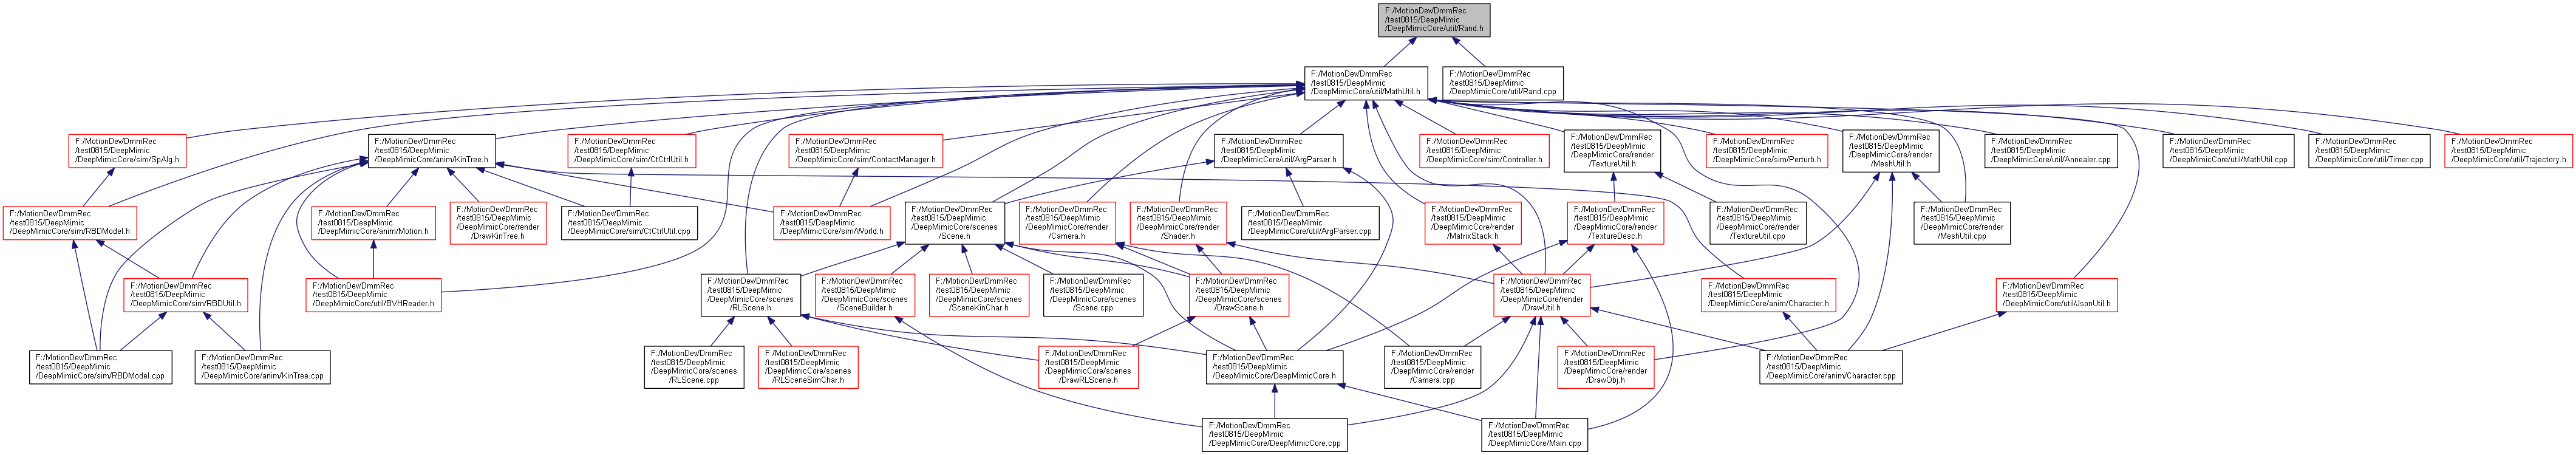 F:/MotionDev/DmmRec
/test0815/DeepMimic
/DeepMimicCore/util/Rand.h
F:/MotionDev/DmmRec
/test0815/DeepMimic
/DeepMimicCore/util/MathUtil.h
F:/MotionDev/DmmRec
/test0815/DeepMimic
/DeepMimicCore/util/Rand.cpp
F:/MotionDev/DmmRec
/test0815/DeepMimic
/DeepMimicCore/sim/SpAlg.h
F:/MotionDev/DmmRec
/test0815/DeepMimic
/DeepMimicCore/anim/KinTree.h
F:/MotionDev/DmmRec
/test0815/DeepMimic
/DeepMimicCore/sim/CtCtrlUtil.h
F:/MotionDev/DmmRec
/test0815/DeepMimic
/DeepMimicCore/sim/ContactManager.h
F:/MotionDev/DmmRec
/test0815/DeepMimic
/DeepMimicCore/util/ArgParser.h
F:/MotionDev/DmmRec
/test0815/DeepMimic
/DeepMimicCore/sim/Controller.h
F:/MotionDev/DmmRec
/test0815/DeepMimic
/DeepMimicCore/render
/TextureUtil.h
F:/MotionDev/DmmRec
/test0815/DeepMimic
/DeepMimicCore/sim/Perturb.h
F:/MotionDev/DmmRec
/test0815/DeepMimic
/DeepMimicCore/render
/MeshUtil.h
F:/MotionDev/DmmRec
/test0815/DeepMimic
/DeepMimicCore/util/Annealer.cpp
F:/MotionDev/DmmRec
/test0815/DeepMimic
/DeepMimicCore/util/MathUtil.cpp
F:/MotionDev/DmmRec
/test0815/DeepMimic
/DeepMimicCore/util/Timer.cpp
F:/MotionDev/DmmRec
/test0815/DeepMimic
/DeepMimicCore/util/Trajectory.h
F:/MotionDev/DmmRec
/test0815/DeepMimic
/DeepMimicCore/sim/RBDModel.h
F:/MotionDev/DmmRec
/test0815/DeepMimic
/DeepMimicCore/anim/Motion.h
F:/MotionDev/DmmRec
/test0815/DeepMimic
/DeepMimicCore/render
/DrawKinTree.h
F:/MotionDev/DmmRec
/test0815/DeepMimic
/DeepMimicCore/sim/CtCtrlUtil.cpp
F:/MotionDev/DmmRec
/test0815/DeepMimic
/DeepMimicCore/sim/World.h
F:/MotionDev/DmmRec
/test0815/DeepMimic
/DeepMimicCore/scenes
/Scene.h
F:/MotionDev/DmmRec
/test0815/DeepMimic
/DeepMimicCore/render
/Camera.h
F:/MotionDev/DmmRec
/test0815/DeepMimic
/DeepMimicCore/render
/Shader.h
F:/MotionDev/DmmRec
/test0815/DeepMimic
/DeepMimicCore/util/ArgParser.cpp
F:/MotionDev/DmmRec
/test0815/DeepMimic
/DeepMimicCore/render
/MatrixStack.h
F:/MotionDev/DmmRec
/test0815/DeepMimic
/DeepMimicCore/render
/TextureDesc.h
F:/MotionDev/DmmRec
/test0815/DeepMimic
/DeepMimicCore/render
/TextureUtil.cpp
F:/MotionDev/DmmRec
/test0815/DeepMimic
/DeepMimicCore/render
/MeshUtil.cpp
F:/MotionDev/DmmRec
/test0815/DeepMimic
/DeepMimicCore/sim/RBDUtil.h
F:/MotionDev/DmmRec
/test0815/DeepMimic
/DeepMimicCore/util/BVHReader.h
F:/MotionDev/DmmRec
/test0815/DeepMimic
/DeepMimicCore/scenes
/RLScene.h
F:/MotionDev/DmmRec
/test0815/DeepMimic
/DeepMimicCore/scenes
/SceneBuilder.h
F:/MotionDev/DmmRec
/test0815/DeepMimic
/DeepMimicCore/scenes
/SceneKinChar.h
F:/MotionDev/DmmRec
/test0815/DeepMimic
/DeepMimicCore/scenes
/Scene.cpp
F:/MotionDev/DmmRec
/test0815/DeepMimic
/DeepMimicCore/scenes
/DrawScene.h
F:/MotionDev/DmmRec
/test0815/DeepMimic
/DeepMimicCore/render
/DrawUtil.h
F:/MotionDev/DmmRec
/test0815/DeepMimic
/DeepMimicCore/anim/Character.h
F:/MotionDev/DmmRec
/test0815/DeepMimic
/DeepMimicCore/util/JsonUtil.h
F:/MotionDev/DmmRec
/test0815/DeepMimic
/DeepMimicCore/sim/RBDModel.cpp
F:/MotionDev/DmmRec
/test0815/DeepMimic
/DeepMimicCore/anim/KinTree.cpp
F:/MotionDev/DmmRec
/test0815/DeepMimic
/DeepMimicCore/scenes
/RLScene.cpp
F:/MotionDev/DmmRec
/test0815/DeepMimic
/DeepMimicCore/scenes
/RLSceneSimChar.h
F:/MotionDev/DmmRec
/test0815/DeepMimic
/DeepMimicCore/scenes
/DrawRLScene.h
F:/MotionDev/DmmRec
/test0815/DeepMimic
/DeepMimicCore/DeepMimicCore.h
F:/MotionDev/DmmRec
/test0815/DeepMimic
/DeepMimicCore/render
/Camera.cpp
F:/MotionDev/DmmRec
/test0815/DeepMimic
/DeepMimicCore/render
/DrawObj.h
F:/MotionDev/DmmRec
/test0815/DeepMimic
/DeepMimicCore/anim/Character.cpp
F:/MotionDev/DmmRec
/test0815/DeepMimic
/DeepMimicCore/DeepMimicCore.cpp
F:/MotionDev/DmmRec
/test0815/DeepMimic
/DeepMimicCore/Main.cpp